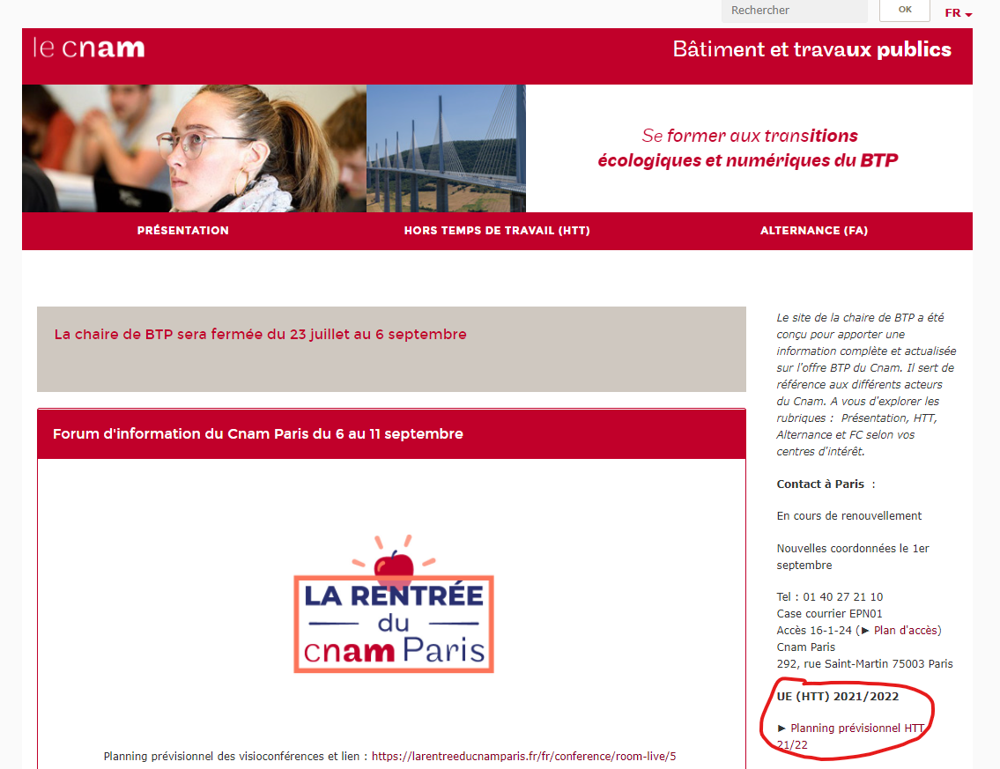 Rechercher
OK
FR
le cnam
Bâtiment et travaux publics
Se former aux transitions
écologiques et numériques du BTP
PRÉSENTATION
HORS TEMPS DE TRAVAIL (HTT)
ALTERNANCE (FA)
La chaire de BTP sera fermée du 23 juillet au 6 septembre
Forum d'information du Cnam Paris du 6 au 11 septembre
LA RENTRÉE
du
cnam Paris
Planning prévisionnel des visioconférences et lien : https://larentreeducnamparis.fr/fr/conference/room-live/5
Le site de la chaire de BTP a été
conçu pour apporter une
information complète et actualisée
sur l'offre BTP du Cnam. Il sert de
référence aux différents acteurs
du Cnam. A vous d'explorer les
rubriques : Présentation, HTT,
Alternance et FC selon vos
centres d'intérêt.
Contact à Paris :
En cours de renouvellement
Nouvelles coordonnées le 1er
septembre
Tel : 01 40 27 21 10
Case courrier EPN01
Accès 16-1-24 (► Plan d'accès)
Cnam Paris
292, rue Saint-Martin 75003 Paris
UE (HTT) 2021/2022
► Planning prévisionnel HTT
21/22